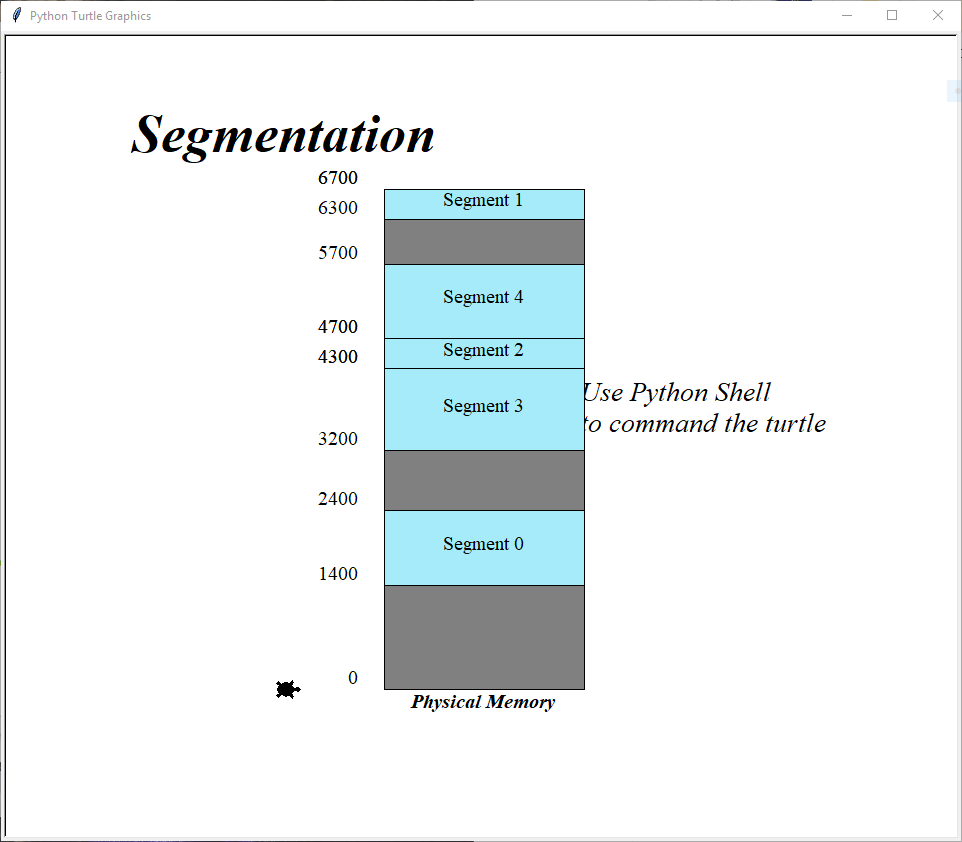 Python Turtle Graphics
Segmentation
6700
Segment 1
6300
5700
Segment 4
4700
Segment 2
4300
Use Python Shell
Segment 3
to command the turtle
3200
2400
Segment 0
1400
0
Physical Memory